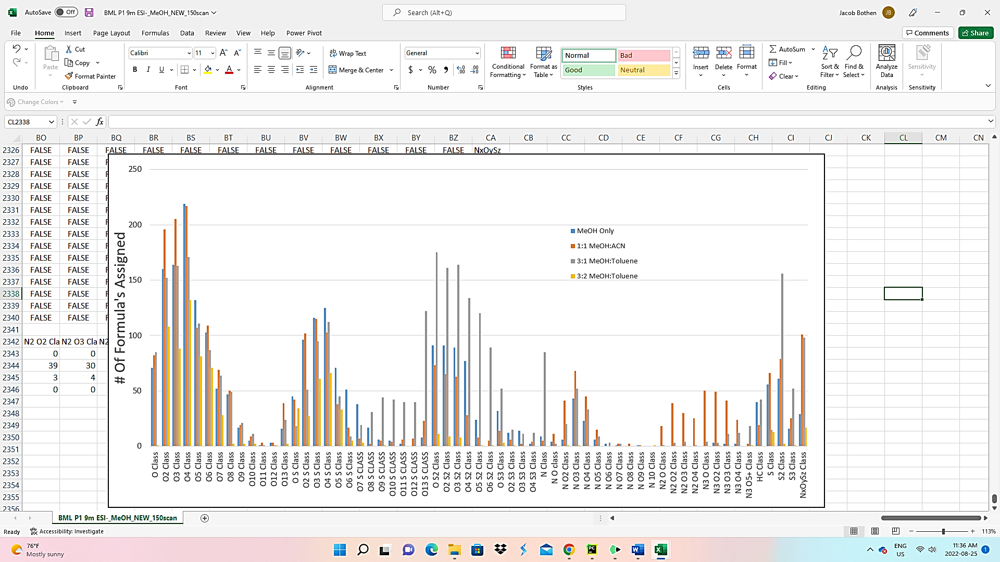 AutoSave Off BML P1 9m ESI-_MeOH_NEW_150scan Search (Alt+Q) Jacob Bothen JB
File Home Insert Page Layout Formulas Data Review View Help Power Pivot Comments Share
Cut
Copy
Format Painter
Paste
Undo Clipboard
Calibri 11
B I U A
Font
Wrap Text
Merge & Center
Alignment
General
$ % 9
Number
Conditional Formatting
Format as Table
Normal Bad
Good Neutral
Styles
Insert Delete Format
Cells
AutoSum
Fill
Clear
Sort & Filter
Find & Select
Editing
Analyze Data
Analysis
Sensitivity
Sensitivity
Change Colors
CL2338 fx
BO BP BQ BR BS BT BU BV BW BX BY BZ CA CB CC CD CE CF CG CH CI CJ CK CL CM CN
2326 FALSE FALSE FALSE FALSE FALSE FALSE FALSE FALSE FALSE FALSE FALSE FALSE NxOySz
2327 FALSE FALSE F
2328 FALSE FALSE F
2329 FALSE FALSE F
2330 FALSE FALSE F
2331 FALSE FALSE F
2332 FALSE FALSE F
2333 FALSE FALSE F
2334 FALSE FALSE F
2335 FALSE FALSE F
2336 FALSE FALSE F
2337 FALSE FALSE F
2338 FALSE FALSE F
2339 FALSE FALSE F
2340 FALSE FALSE F
2341
2342 N2 O2 Cla N2 O3 Cla N2
2343 0 0
2344 39 30
2345 3 4
2346 0 0
2347
2348
2349
2350
2351
2352
2353
2354
2355
2356
# Of Formula's Assigned
250
200
150
100
50
0
MeOH Only
1:1 MeOH:ACN
3:1 MeOH:Toluene
3:2 MeOH:Toluene
O Class
O2 Class
O3 Class
O4 Class
O5 Class
O6 Class
O7 Class
O8 Class
O9 Class
O10 Class
O11 Class
O12 Class
O13 Class
O S Class
O2 S Class
O3 S Class
O4 S Class
O5 S Class
O6 S Class
O7 S CLASS
O8 S CLASS
O9 S CLASS
O10 S CLASS
O11 S CLASS
O12 S CLASS
O13 S CLASS
O S2 Class
O2 S2 Class
O3 S2 Class
O4 S2 Class
O5 S2 Class
O6 S2 Class
O S3 Class
O2 S3 Class
O3 S3 Class
O4 S3 Class
N Class
N O class
N O2 Class
N O3 Class
N O4 Class
N O5 Class
N O6 Class
N O7 Class
N O8 Class
N O9 Class
N 10 Class
N2 O Class
N2 O2 Class
N2 O3 Class
N2 O4 Class
N3 O Class
N3 O2 Class
N3 O3 Class
N3 O4 Class
N3 O5+ Class
HC Class
S Class
S2 Class
S3 Class
NxOySz Class
BML P1 9m ESI-_MeOH_NEW_150scan
Ready Accessibility: Investigate 113%
76°F
Mostly sunny
ENG
US
11:36 AM
2022-08-25
1